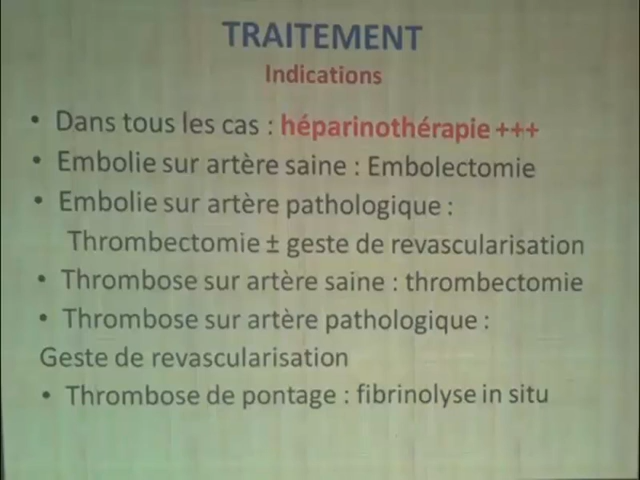 TRAITEMENT
Indications
• Dans tous les cas : héparinothérapie +++
• Embolie sur artère saine : Embolectomie
• Embolie sur artère pathologique :
Thrombectomie ± geste de revascularisation
• Thrombose sur artère saine : thrombectomie
• Thrombose sur artère pathologique :
Geste de revascularisation
• Thrombose de pontage : fibrinolyse in situ